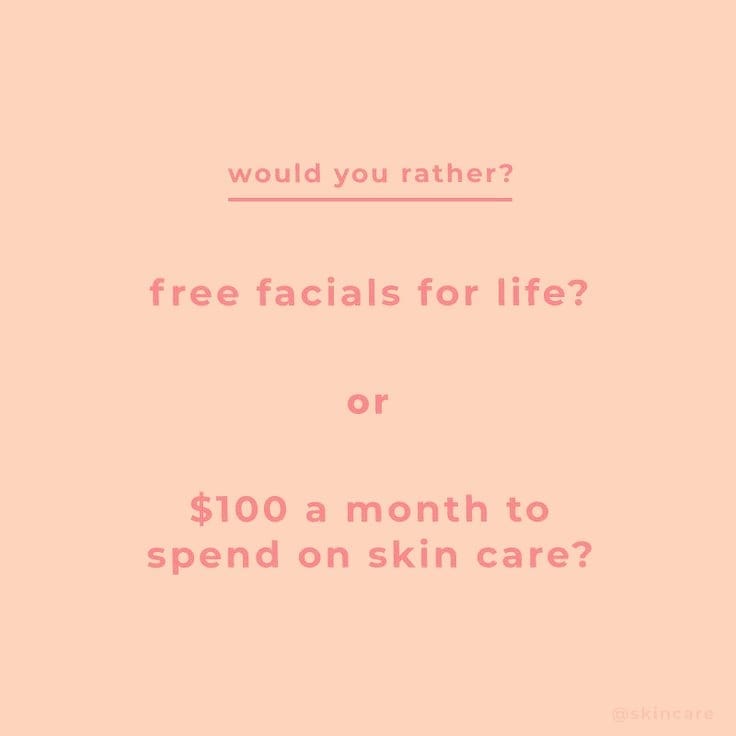 would you rather?
free facials for life?
or
$100 a month to
spend on skin care?
@skincare